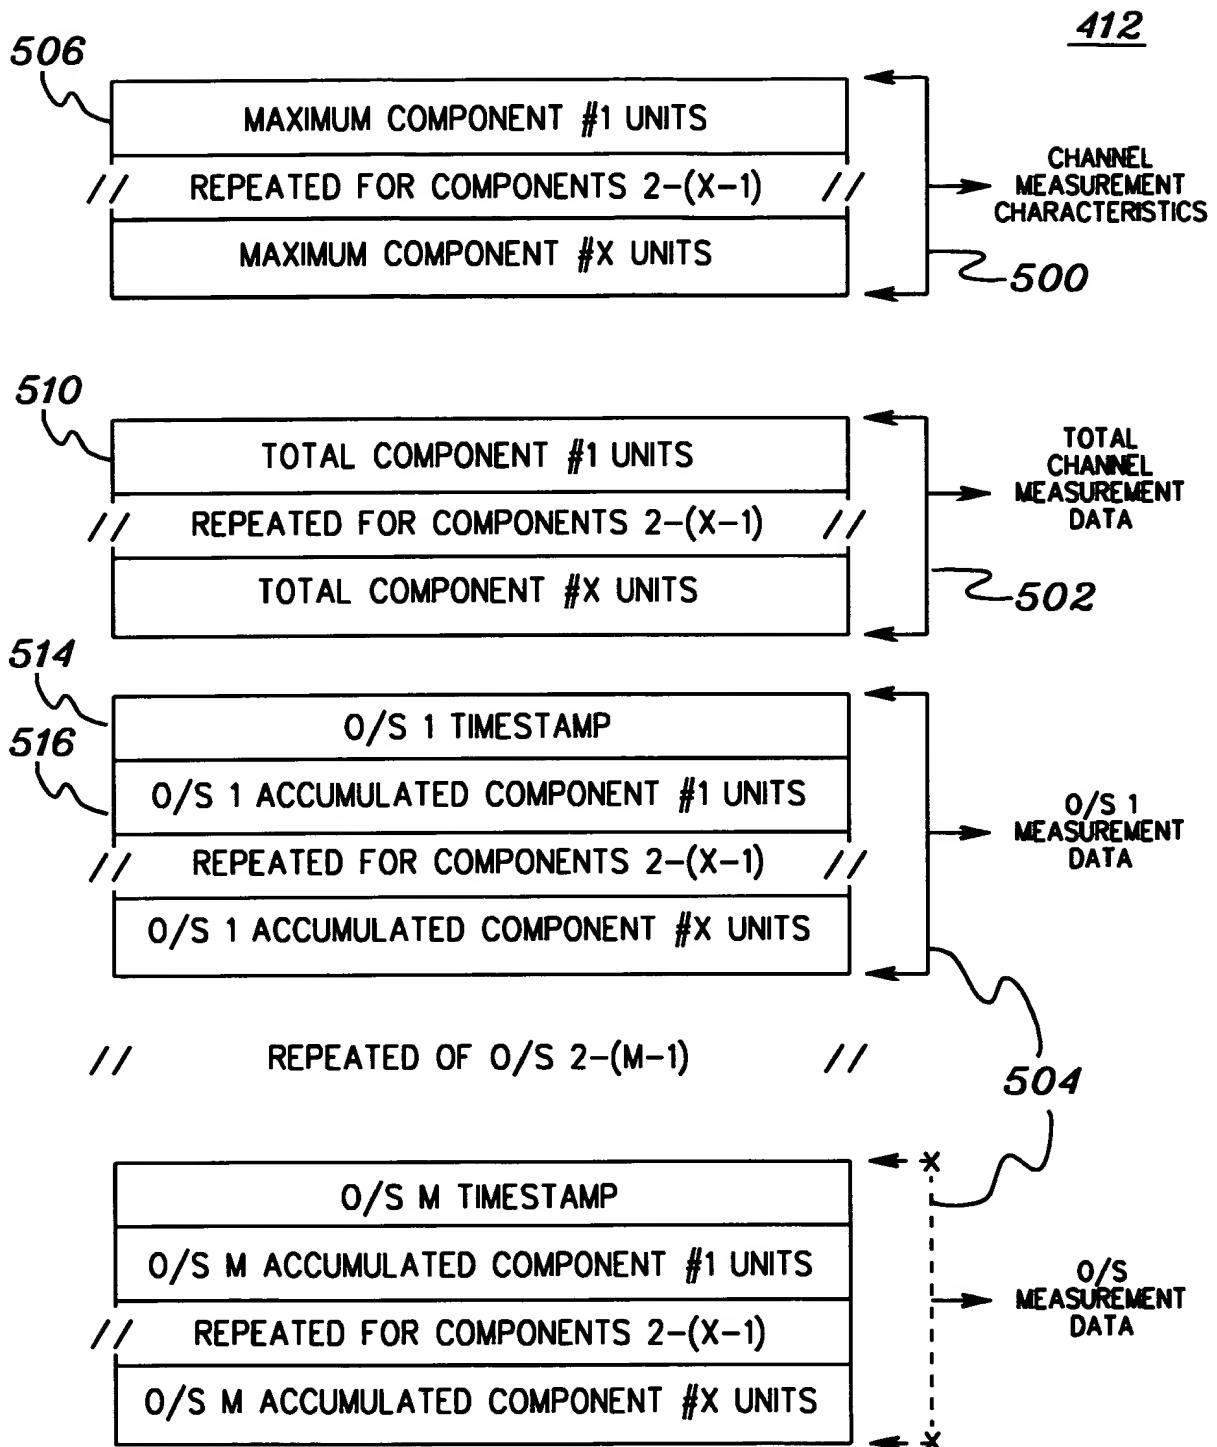 412
506
MAXIMUM COMPONENT #1 UNITS
// REPEATED FOR COMPONENTS 2-(X-1) //
MAXIMUM COMPONENT #X UNITS
CHANNEL
MEASUREMENT
CHARACTERISTICS
500
510
TOTAL COMPONENT #1 UNITS
// REPEATED FOR COMPONENTS 2-(X-1) //
TOTAL COMPONENT #X UNITS
TOTAL
CHANNEL
MEASUREMENT
DATA
502
514
O/S 1 TIMESTAMP
516
O/S 1 ACCUMULATED COMPONENT #1 UNITS
// REPEATED FOR COMPONENTS 2-(X-1) //
O/S 1 ACCUMULATED COMPONENT #X UNITS
O/S 1
MEASUREMENT
DATA
// REPEATED OF O/S 2-(M-1) //
504
O/S M TIMESTAMP
O/S M ACCUMULATED COMPONENT #1 UNITS
// REPEATED FOR COMPONENTS 2-(X-1)
O/S M ACCUMULATED COMPONENT #X UNITS
O/S
MEASUREMENT
DATA